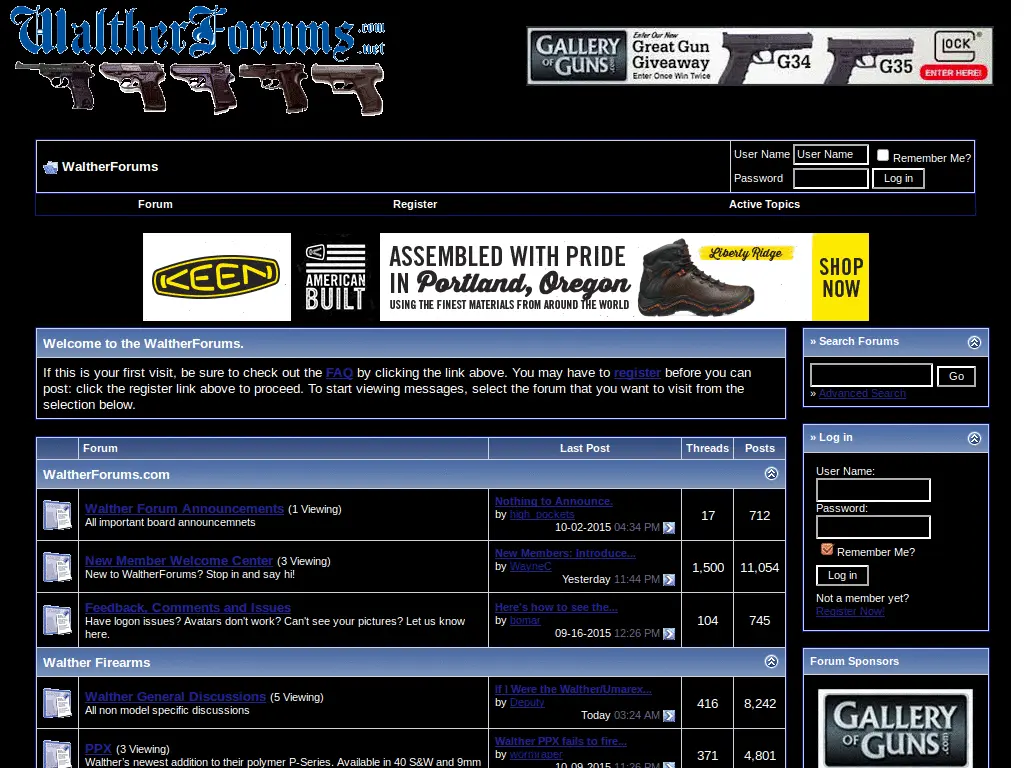 WaltherForums.com
.net
GALLERY OF GUNS
Enter Our New
Great Gun
Giveaway
Enter Once Win Twice
G34
G35
LOCK
ENTER HERE!
WaltherForums
User Name User Name Remember Me?
Password Log in
Forum Register Active Topics
KEEN
AMERICAN
BUILT
ASSEMBLED WITH PRIDE
IN Portland, Oregon
USING THE FINEST MATERIALS FROM AROUND THE WORLD
Liberty Ridge
SHOP
NOW
Welcome to the WaltherForums.
If this is your first visit, be sure to check out the FAQ by clicking the link above. You may have to register before you can
post: click the register link above to proceed. To start viewing messages, select the forum that you want to visit from the
selection below.
» Search Forums
Go
» Advanced Search
» Log in
User Name:
Password:
Remember Me?
Log in
Not a member yet?
Register Now!
Forum Sponsors
GALLERY
OF GUNS.com
Forum Last Post Threads Posts
WaltherForums.com
Walther Forum Announcements (1 Viewing)
All important board announcemnets
Nothing to Announce.
by high_pockets
10-02-2015 04:34 PM
17 712
New Member Welcome Center (3 Viewing)
New to WaltherForums? Stop in and say hi!
New Members: Introduce...
by WayneC
Yesterday 11:44 PM
1,500 11,054
Feedback, Comments and Issues
Have logon issues? Avatars don't work? Can't see your pictures? Let us know
here.
Here's how to see the...
by bomar
09-16-2015 12:26 PM
104 745
Walther Firearms
Walther General Discussions (5 Viewing)
All non model specific discussions
If I Were the Walther/Umarex...
by Deputy
Today 03:24 AM
416 8,242
PPX (3 Viewing)
Walther's newest addition to their polymer P-Series. Available in 40 S&W and 9mm
Walther PPX fails to fire...
by wornraper
10-09-2015 11:26 PM
371 4,801